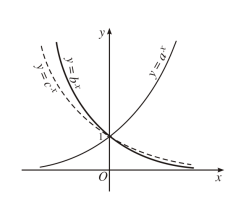 y
y = b^x
y = a^x
y = c^x
1
O
x